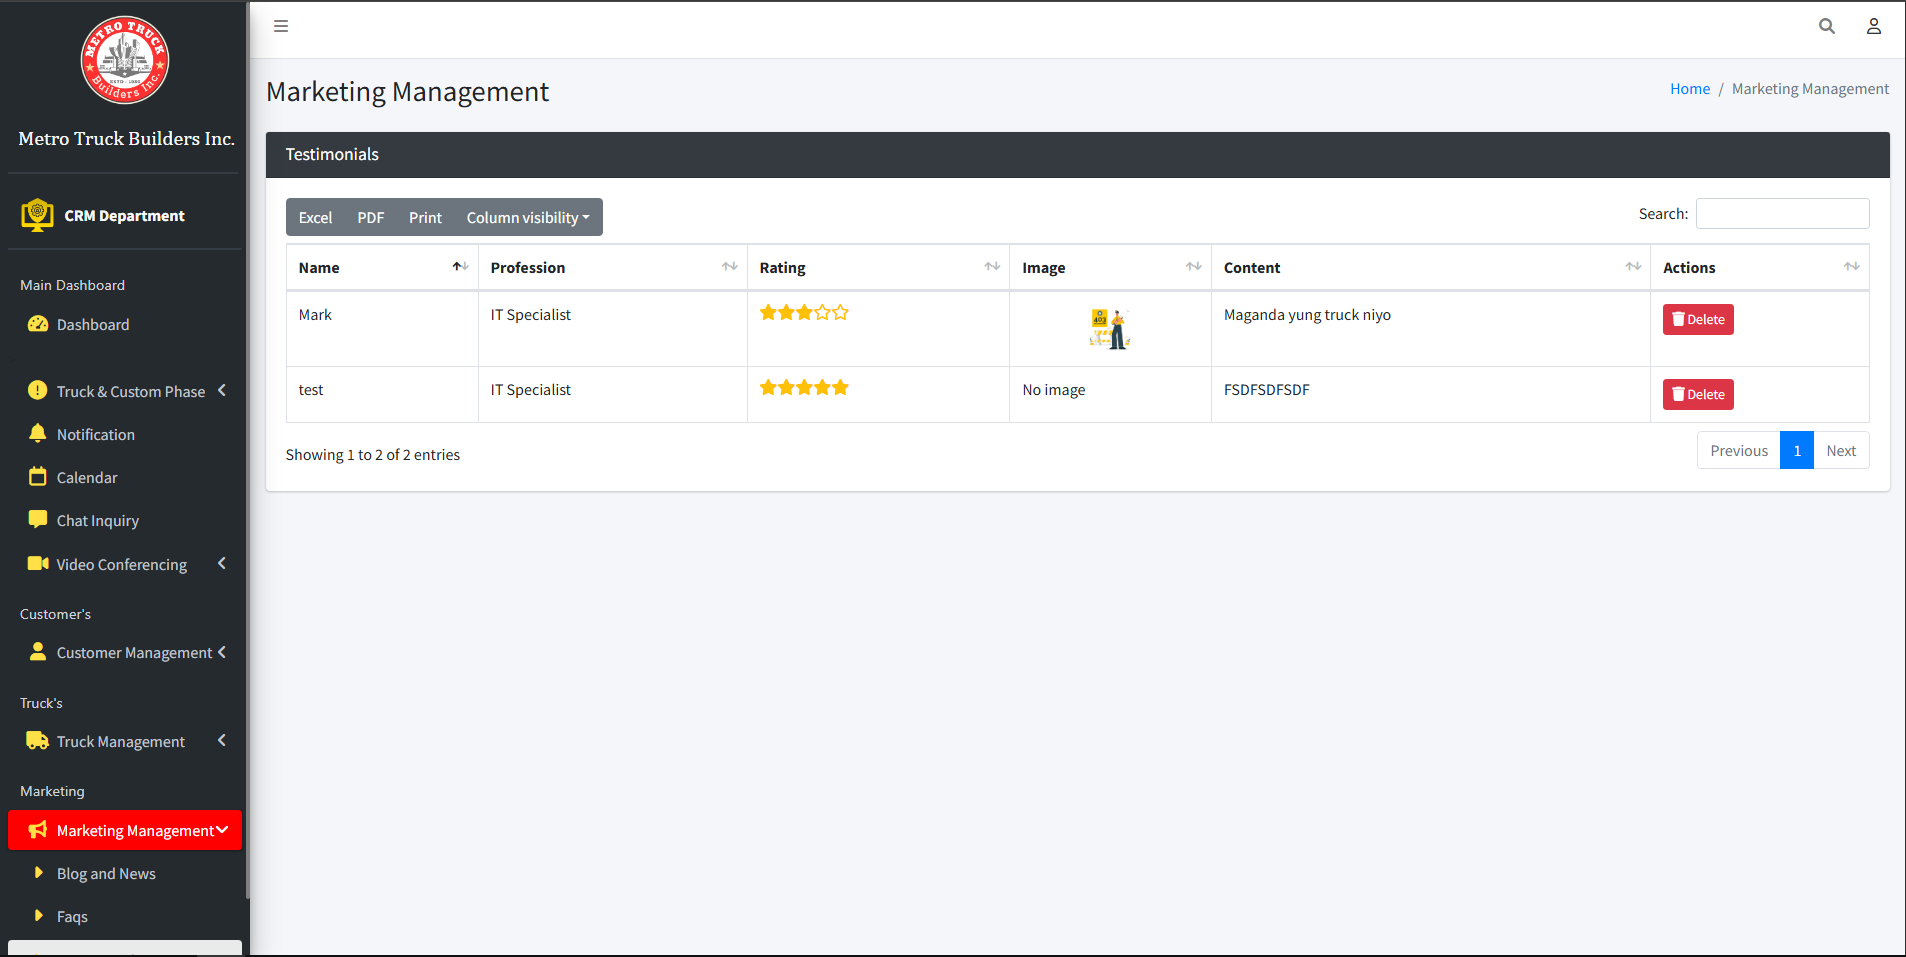 METRO TRUCK
ESTD - 1992
Builders Inc.
Metro Truck Builders Inc.
CRM Department
Main Dashboard
Dashboard
Truck & Custom Phase
Notification
Calendar
Chat Inquiry
Video Conferencing
Customer's
Customer Management
Truck's
Truck Management
Marketing
Marketing Management
Blog and News
Faqs
Marketing Management
Home / Marketing Management
Testimonials
Excel PDF Print Column visibility
Search:
Name Profession Rating Image Content Actions
Mark IT Specialist 403 Maganda yung truck niyo Delete
test IT Specialist No image FSDFSDFSDF Delete
Showing 1 to 2 of 2 entries
Previous 1 Next